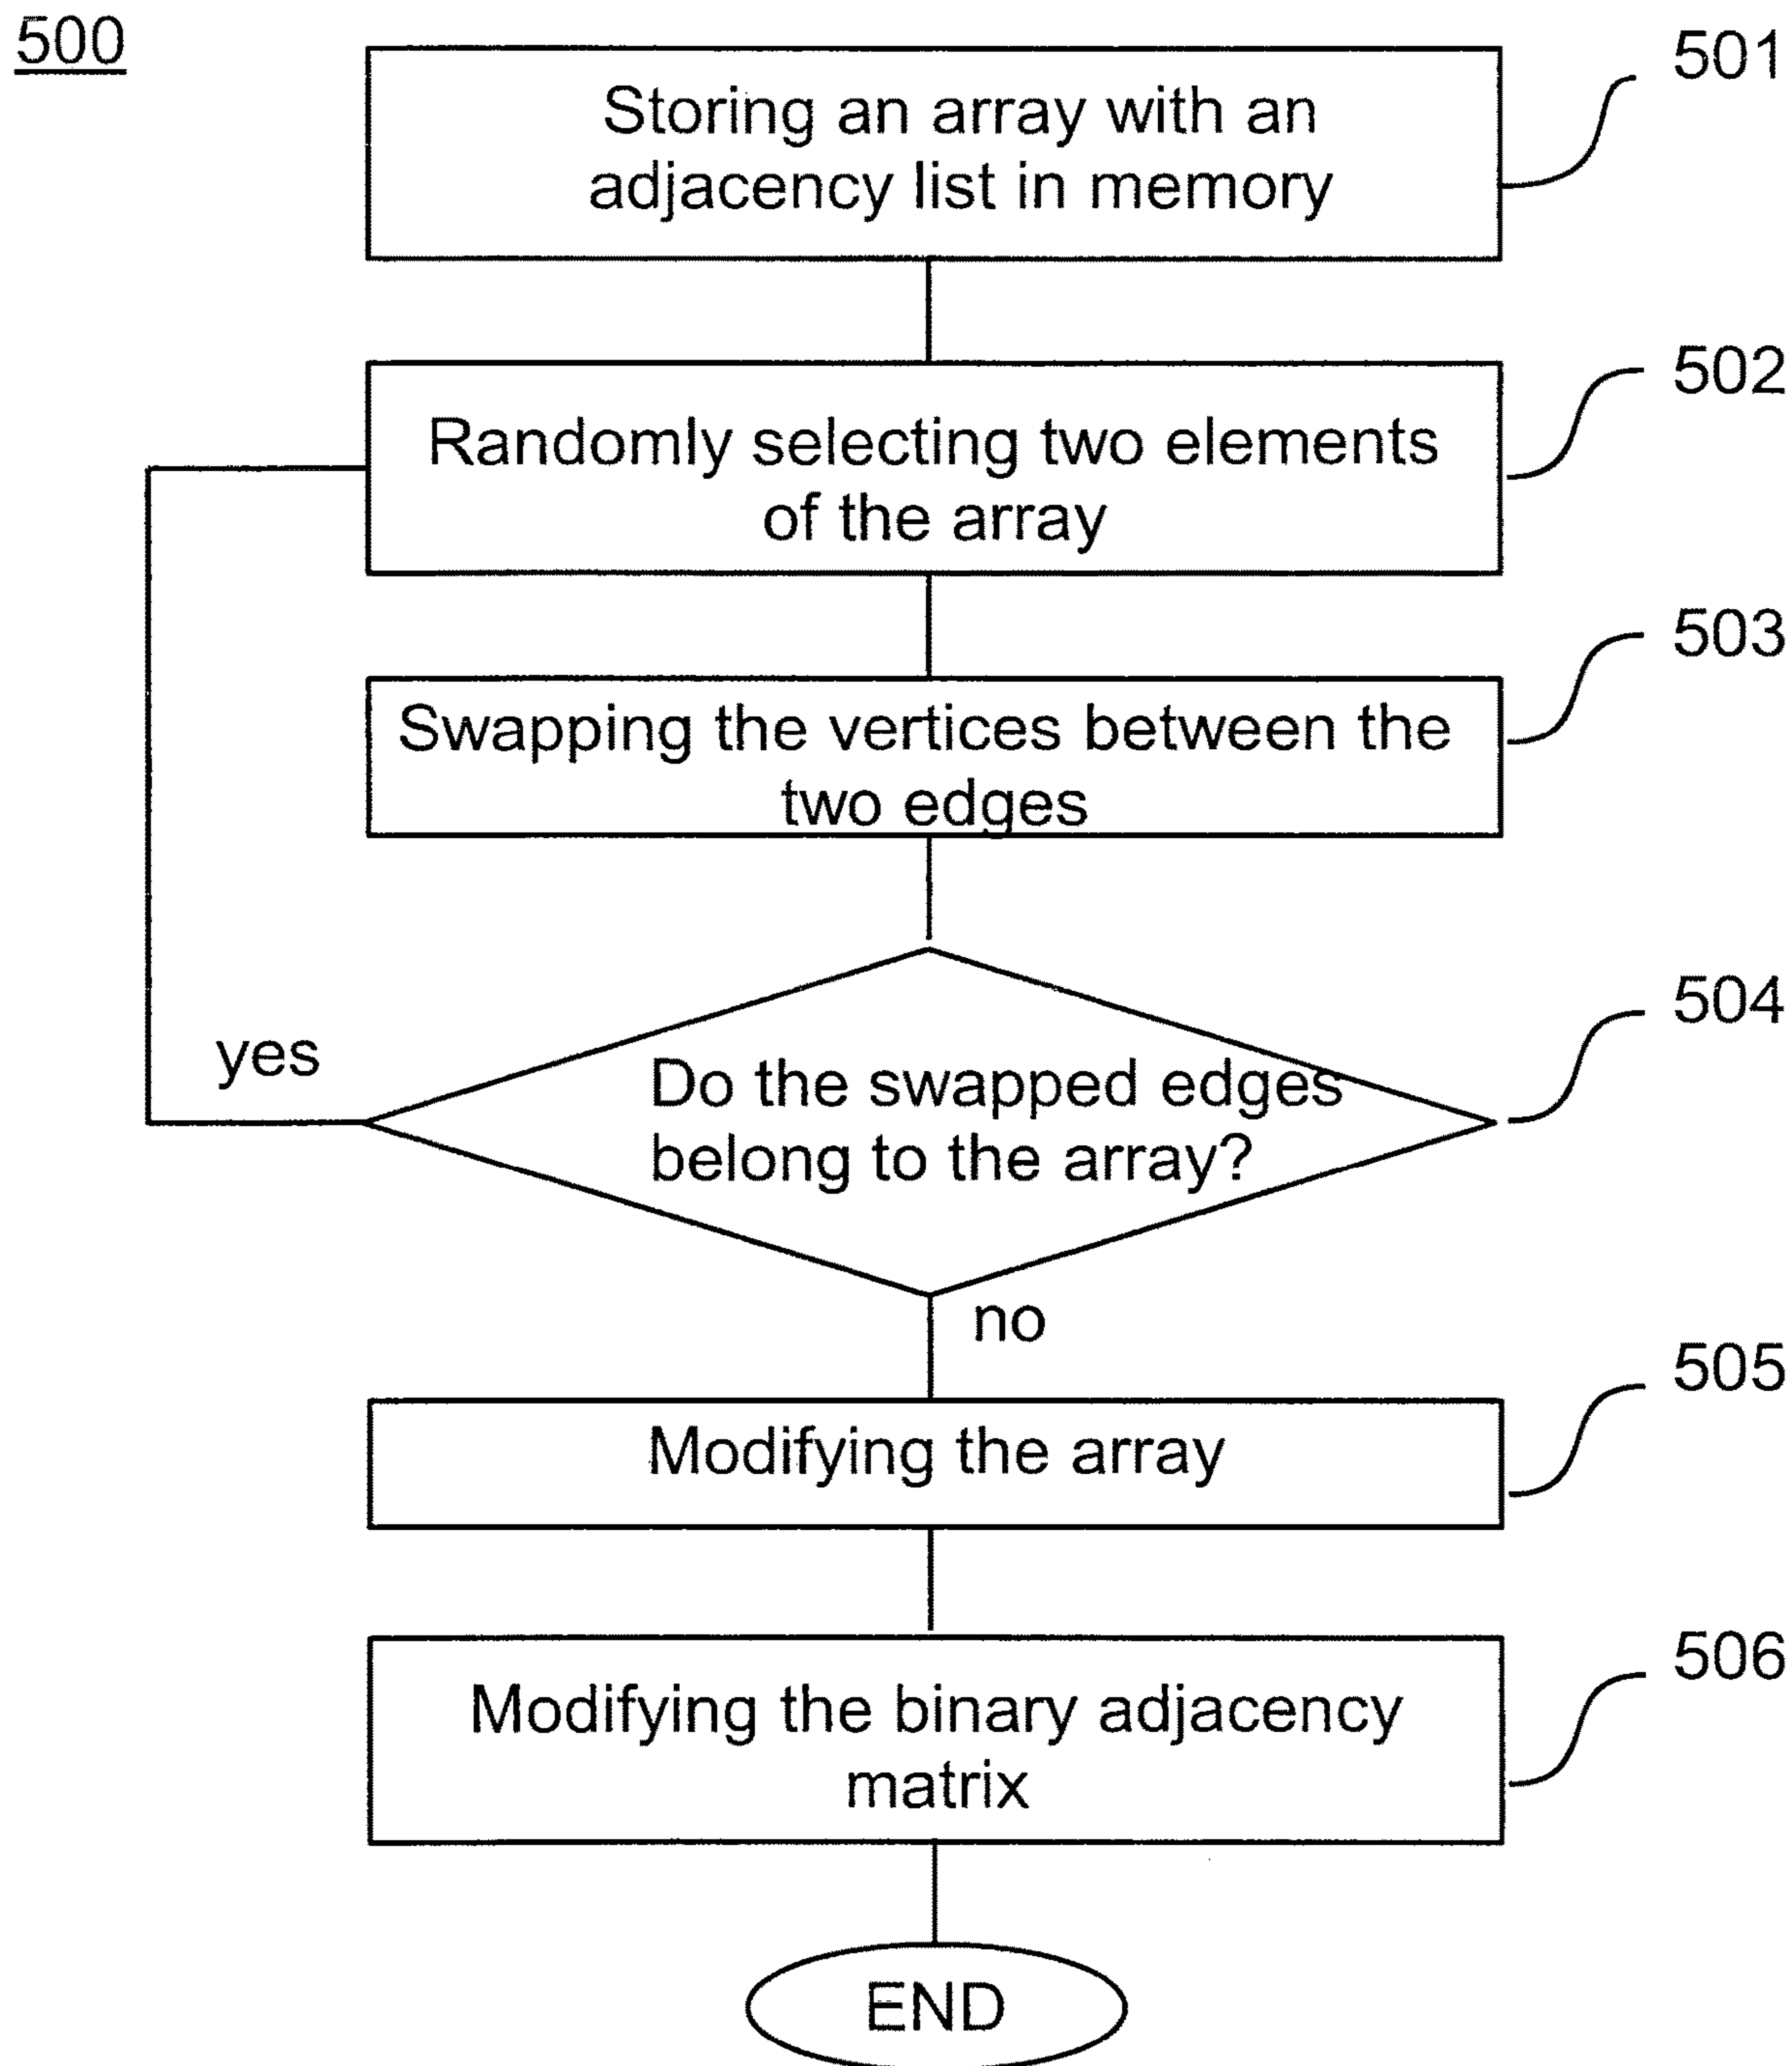 500
501
Storing an array with an
adjacency list in memory
502
Randomly selecting two elements
of the array
503
Swapping the vertices between the
two edges
504
yes
Do the swapped edges
belong to the array?
no
505
Modifying the array
506
Modifying the binary adjacency
matrix
END